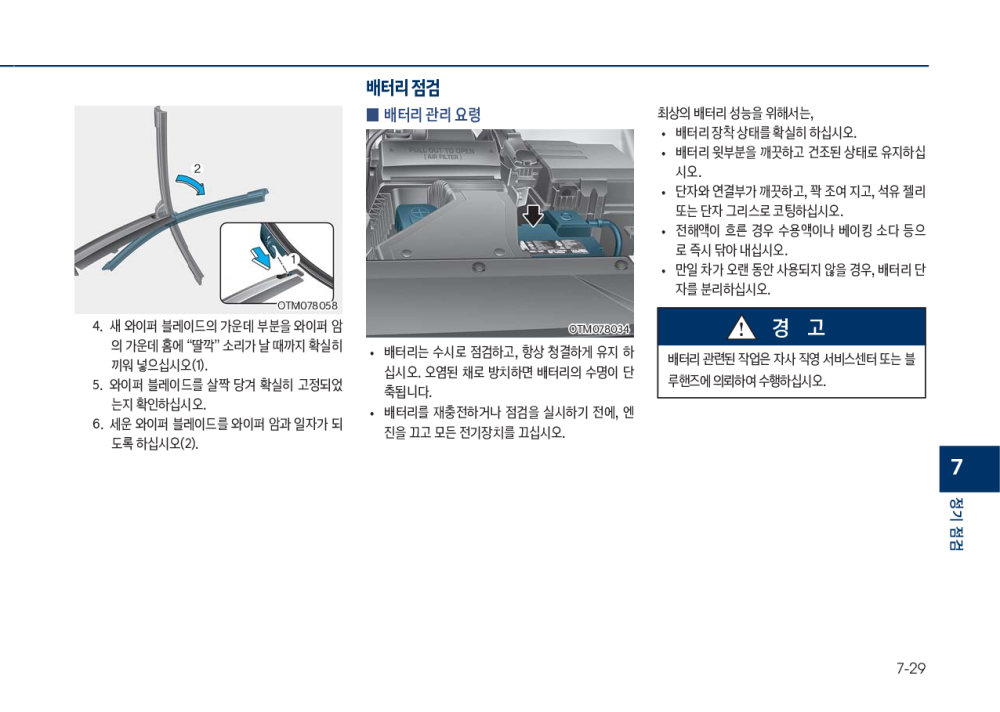 2
1
OTM078058
4. 새 와이퍼 블레이드의 가운데 부분을 와이퍼 암
의 가운데 홈에 “딸깍” 소리가 날 때까지 확실히
끼워 넣으십시오(1).
5. 와이퍼 블레이드를 살짝 당겨 확실히 고정되었
는지 확인하십시오.
6. 세운 와이퍼 블레이드를 와이퍼 암과 일자가 되
도록 하십시오(2).
배터리 점검
■ 배터리 관리 요령
PULL OUT TO OPEN
[AIR FILTER]
OTM078034
• 배터리는 수시로 점검하고, 항상 청결하게 유지 하
십시오. 오염된 채로 방치하면 배터리의 수명이 단
축됩니다.
• 배터리를 재충전하거나 점검을 실시하기 전에, 엔
진을 끄고 모든 전기장치를 끄십시오.
최상의 배터리 성능을 위해서는,
• 배터리 장착 상태를 확실히 하십시오.
• 배터리 윗부분을 깨끗하고 건조된 상태로 유지하십
시오.
• 단자와 연결부가 깨끗하고, 꽉 조여 지고, 석유 젤리
또는 단자 그리스로 코팅하십시오.
• 전해액이 흐른 경우 수용액이나 베이킹 소다 등으
로 즉시 닦아 내십시오.
• 만일 차가 오랜 동안 사용되지 않을 경우, 배터리 단
자를 분리하십시오.
경 고
배터리 관련된 작업은 자사 직영 서비스센터 또는 블
루핸즈에 의뢰하여 수행하십시오.
7
정기 점검
7-29